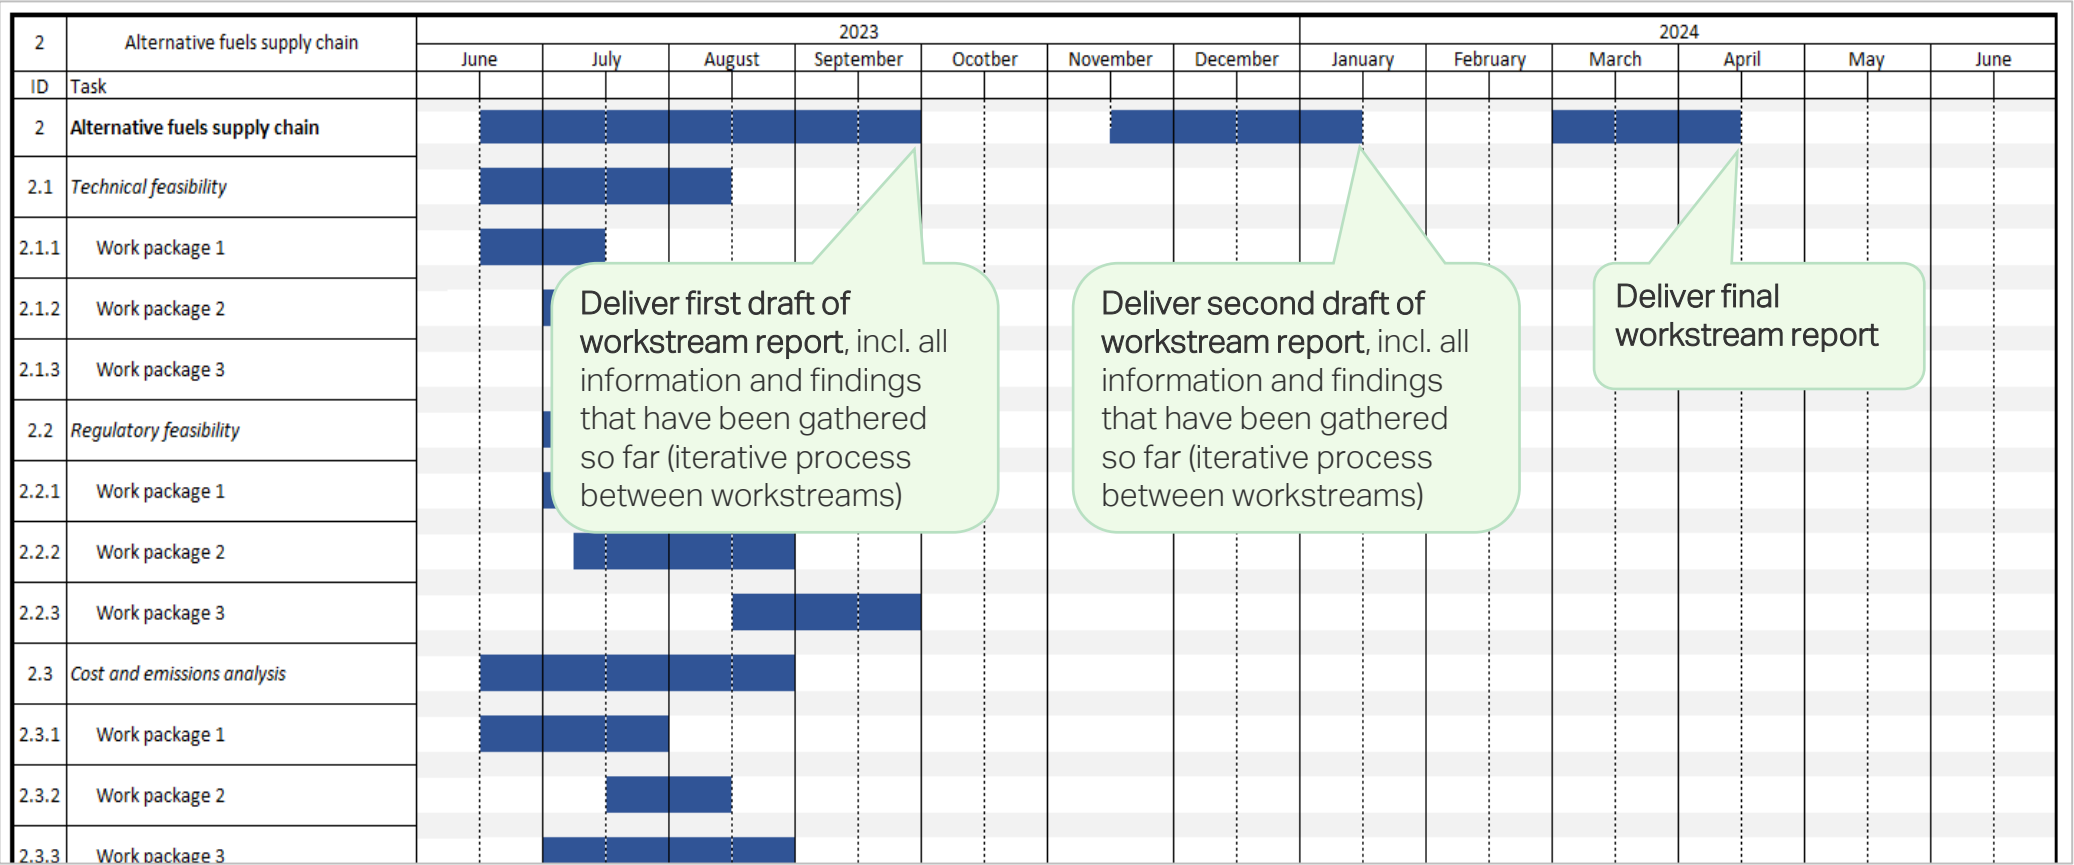 2
Alternative fuels supply chain
2023
2024
June July August September Ocotber November December January February March April May June
ID Task
2 Alternative fuels supply chain
2.1 Technical feasibility
2.1.1 Work package 1
2.1.2 Work package 2
2.1.3 Work package 3
2.2 Regulatory feasibility
2.2.1 Work package 1
2.2.2 Work package 2
2.2.3 Work package 3
2.3 Cost and emissions analysis
2.3.1 Work package 1
2.3.2 Work package 2
2.3.3 Work package 3
Deliver first draft of
workstream report, incl. all
information and findings
that have been gathered
so far (iterative process
between workstreams)
Deliver second draft of
workstream report, incl. all
information and findings
that have been gathered
so far (iterative process
between workstreams)
Deliver final
workstream report